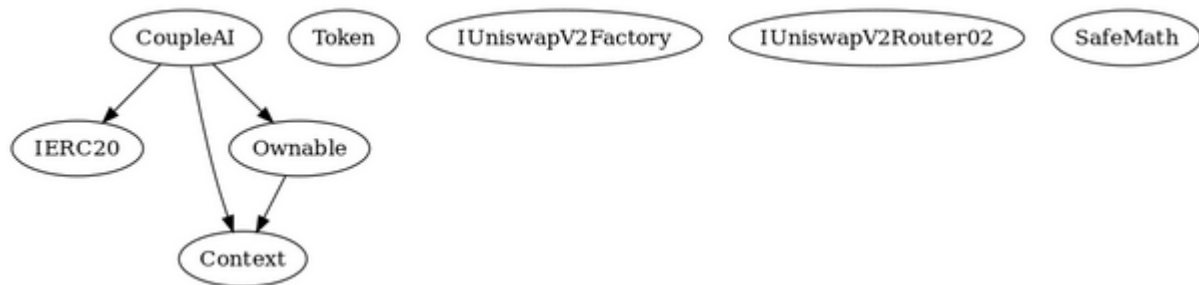 CoupleAI
Token
IUniswapV2Factory
IUniswapV2Router02
SafeMath
IERC20
Ownable
Context